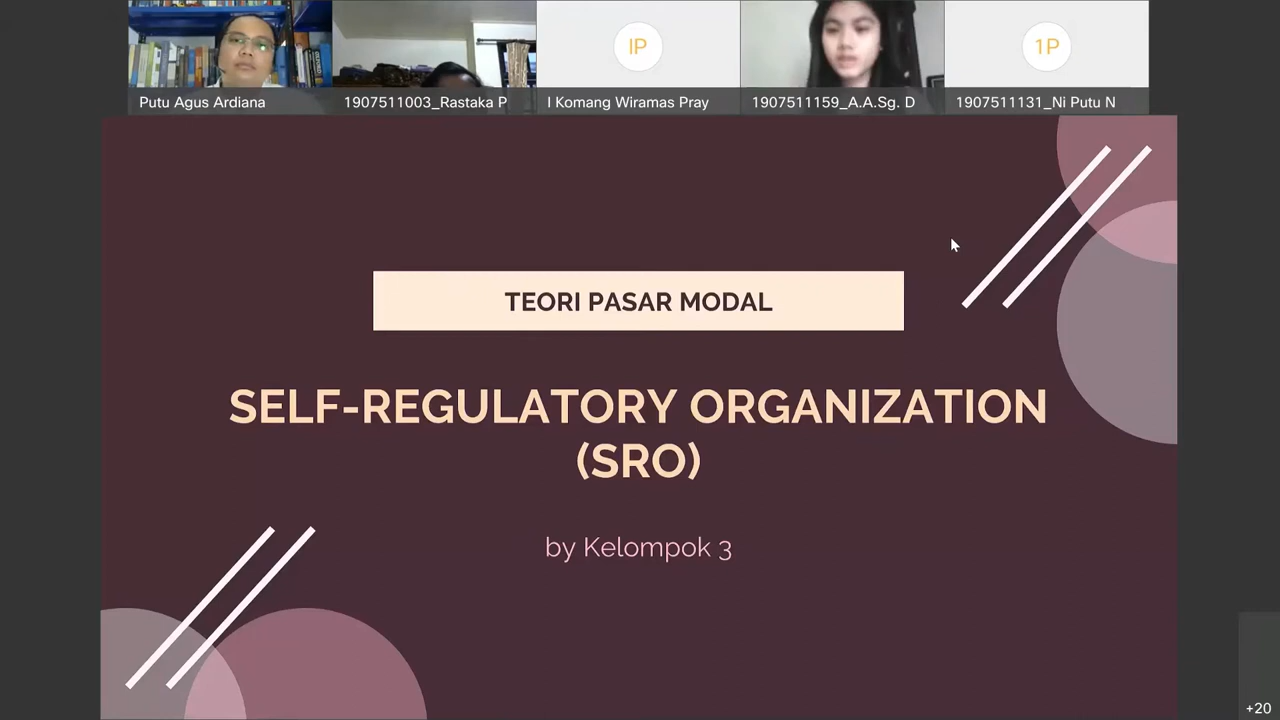 IP
1P
Putu Agus Ardiana
1907511003_Rastaka P
I Komang Wiramas Pray
1907511159_A.A.Sg. D
1907511131_Ni Putu N
TEORI PASAR MODAL
SELF-REGULATORY ORGANIZATION
(SRO)
by Kelompok 3
+20